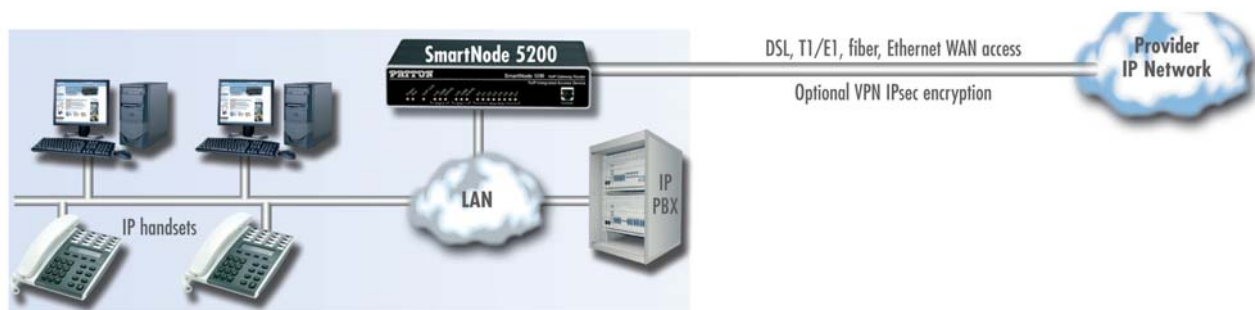 SmartNode 5200
PATTON
DSL, T1/E1, fiber, Ethernet WAN access
Optional VPN IPsec encryption
Provider
IP Network
LAN
IP
PBX
IP handsets